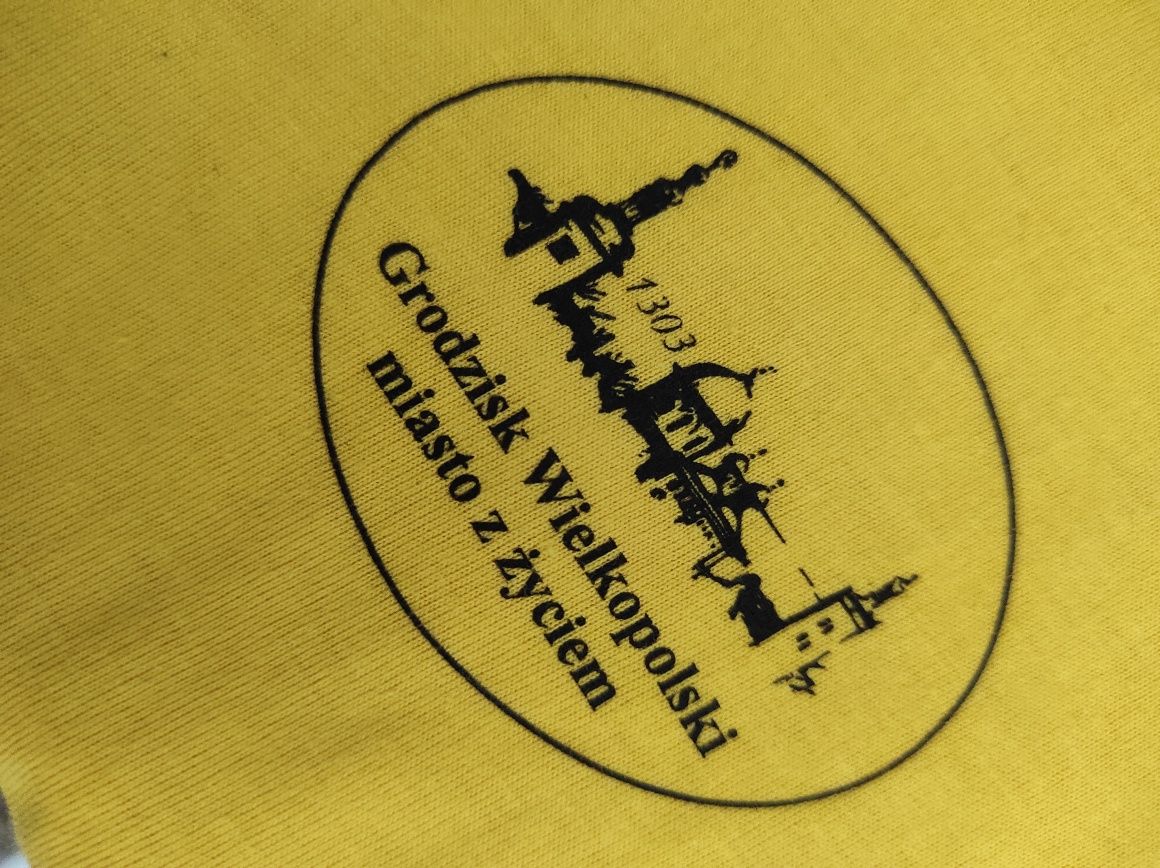 1303
Grodzisk Wielkopolski
miasto z życiem